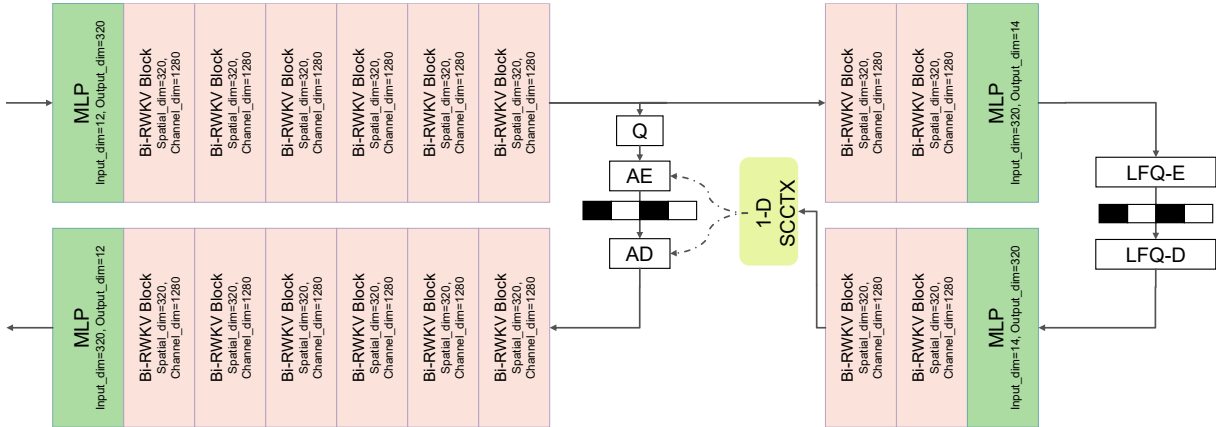 MLP
Input_dim=12, Output_dim=320
Bi-RWKV Block
Spatial_dim=320,
Channel_dim=1280
Bi-RWKV Block
Spatial_dim=320,
Channel_dim=1280
Bi-RWKV Block
Spatial_dim=320,
Channel_dim=1280
Bi-RWKV Block
Spatial_dim=320,
Channel_dim=1280
Bi-RWKV Block
Spatial_dim=320,
Channel_dim=1280
Bi-RWKV Block
Spatial_dim=320,
Channel_dim=1280
Q
AE
AD
1-D
SCCTX
Bi-RWKV Block
Spatial_dim=320,
Channel_dim=1280
Bi-RWKV Block
Spatial_dim=320,
Channel_dim=1280
MLP
Input_dim=320, Output_dim=14
LFQ-E
LFQ-D
MLP
Input_dim=320, Output_dim=12
Bi-RWKV Block
Spatial_dim=320,
Channel_dim=1280
Bi-RWKV Block
Spatial_dim=320,
Channel_dim=1280
Bi-RWKV Block
Spatial_dim=320,
Channel_dim=1280
Bi-RWKV Block
Spatial_dim=320,
Channel_dim=1280
Bi-RWKV Block
Spatial_dim=320,
Channel_dim=1280
Bi-RWKV Block
Spatial_dim=320,
Channel_dim=1280
Bi-RWKV Block
Spatial_dim=320,
Channel_dim=1280
Bi-RWKV Block
Spatial_dim=320,
Channel_dim=1280
MLP
Input_dim=14, Output_dim=320